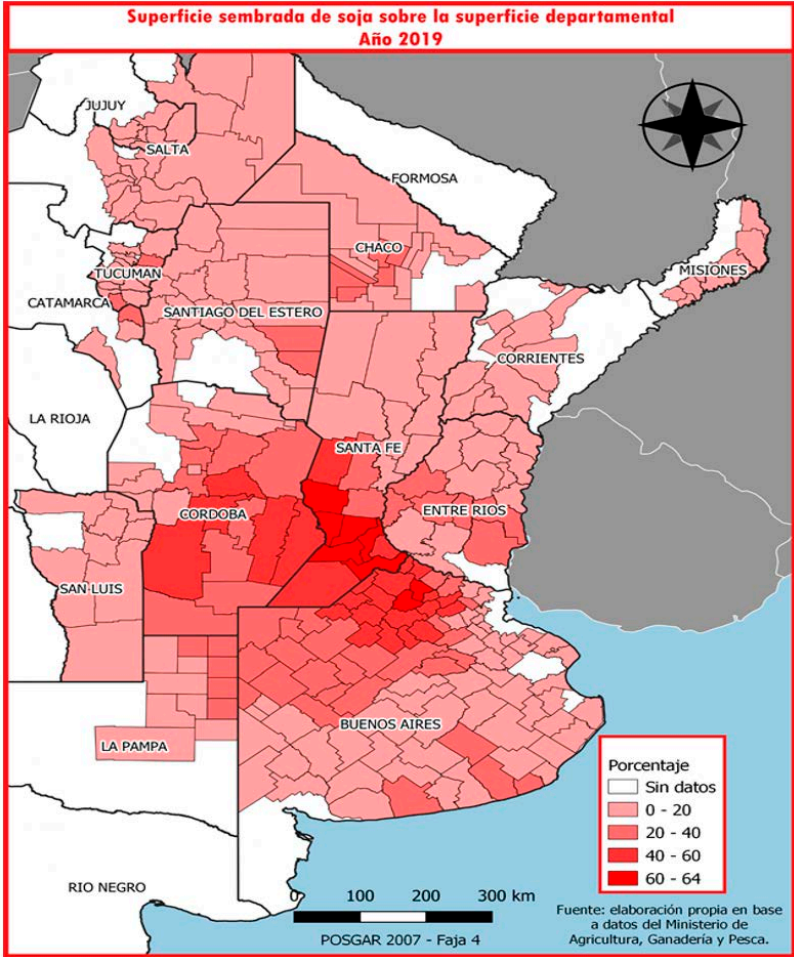 Superficie sembrada de soja sobre la superficie departamental
Año 2019
JUJUY
SALTA
FORMOSA
CHACO
TUCUMAN
MISIONES
CATAMARCA
SANTIAGO DEL ESTERO
CORRIENTES
LA RIOJA
SANTA FE
CORDOBA
ENTRE RIOS
SAN LUIS
BUENOS AIRES
LA PAMPA
RIO NEGRO
Porcentaje
Sin datos
0 - 20
20 - 40
40 - 60
60 - 64
0 100 200 300 km
POSGAR 2007 - Faja 4
Fuente: elaboración propia en base
a datos del Ministerio de
Agricultura, Ganadería y Pesca.